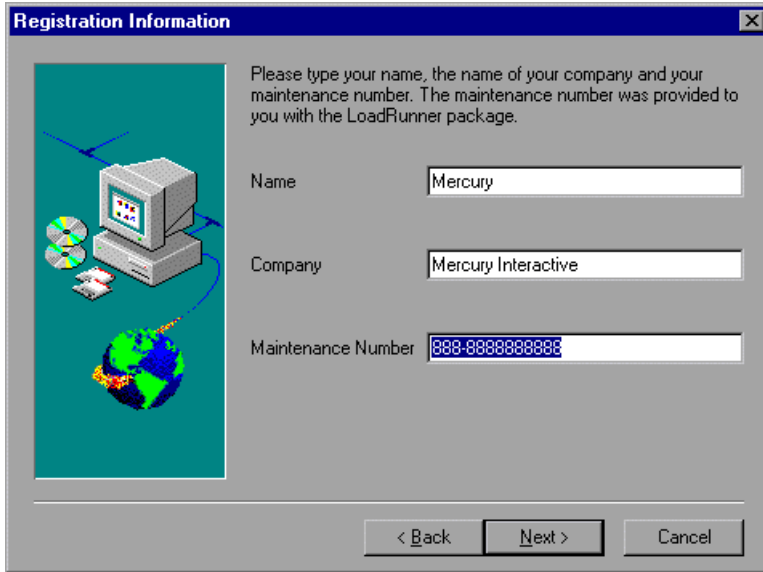 Registration Information
Please type your name, the name of your company and your
maintenance number. The maintenance number was provided to
you with the LoadRunner package.
Name
Mercury
Company
Mercury Interactive
Maintenance Number
888-8888888888
< Back
Next >
Cancel